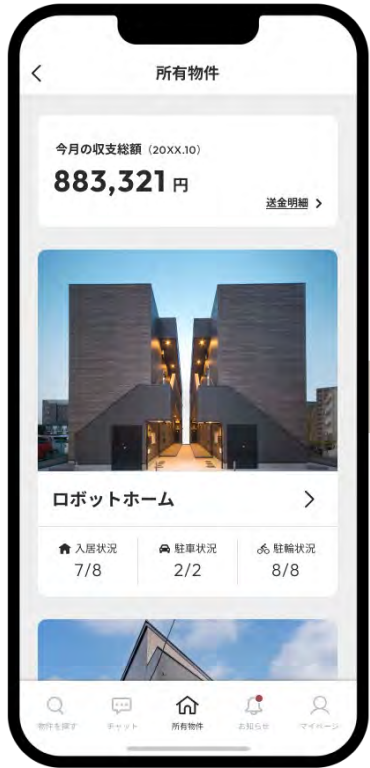 所有物件
今月の収支総額（20XX.10）
883,321 円
送金明細
ロボットホーム
入居状況 駐車状況 駐輪状況
7/8 2/2 8/8
物件を探す チャット 所有物件 お知らせ マイページ